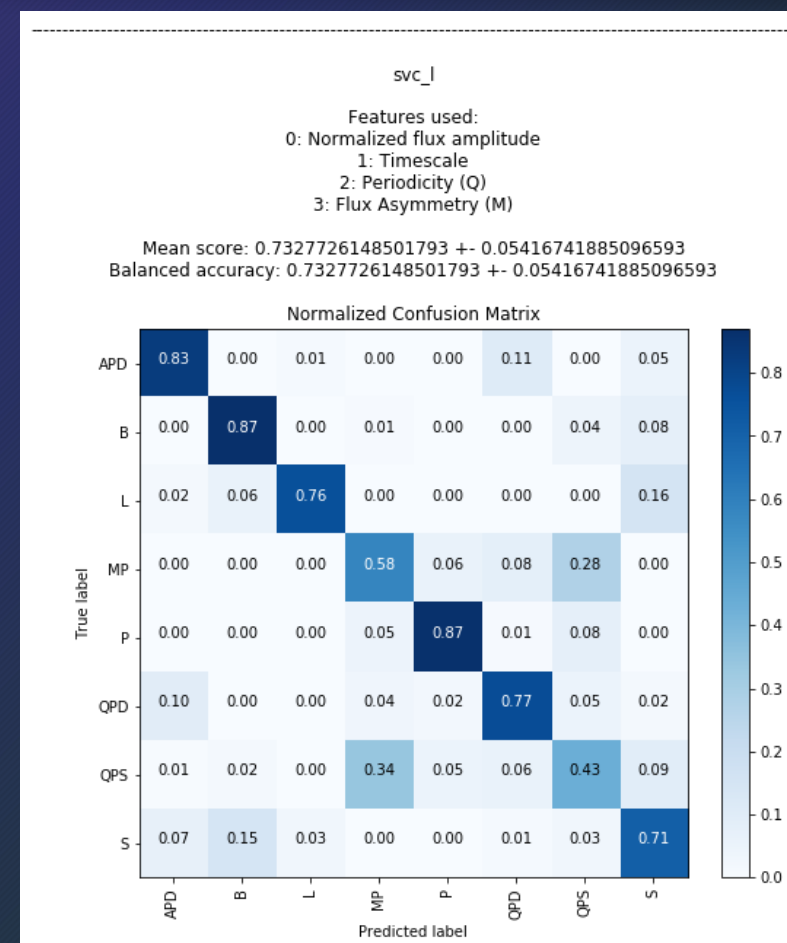 svc_l
Features used:
0: Normalized flux amplitude
1: Timescale
2: Periodicity (Q)
3: Flux Asymmetry (M)
Mean score: 0.7327726148501793 +- 0.05416741885096593
Balanced accuracy: 0.7327726148501793 +- 0.05416741885096593
Normalized Confusion Matrix
True label
APD 0.83 0.00 0.01 0.00 0.00 0.11 0.00 0.05
B 0.00 0.87 0.00 0.01 0.00 0.00 0.04 0.08
L 0.02 0.06 0.76 0.00 0.00 0.00 0.00 0.16
MP 0.00 0.00 0.00 0.58 0.06 0.08 0.28 0.00
P 0.00 0.00 0.00 0.05 0.87 0.01 0.08 0.00
QPD 0.10 0.00 0.00 0.04 0.02 0.77 0.05 0.02
QPS 0.01 0.02 0.00 0.34 0.05 0.06 0.43 0.09
S 0.07 0.15 0.03 0.00 0.00 0.01 0.03 0.71
APD B L MP P QPD QPS S
Predicted label
0.8
0.7
0.6
0.5
0.4
0.3
0.2
0.1
0.0